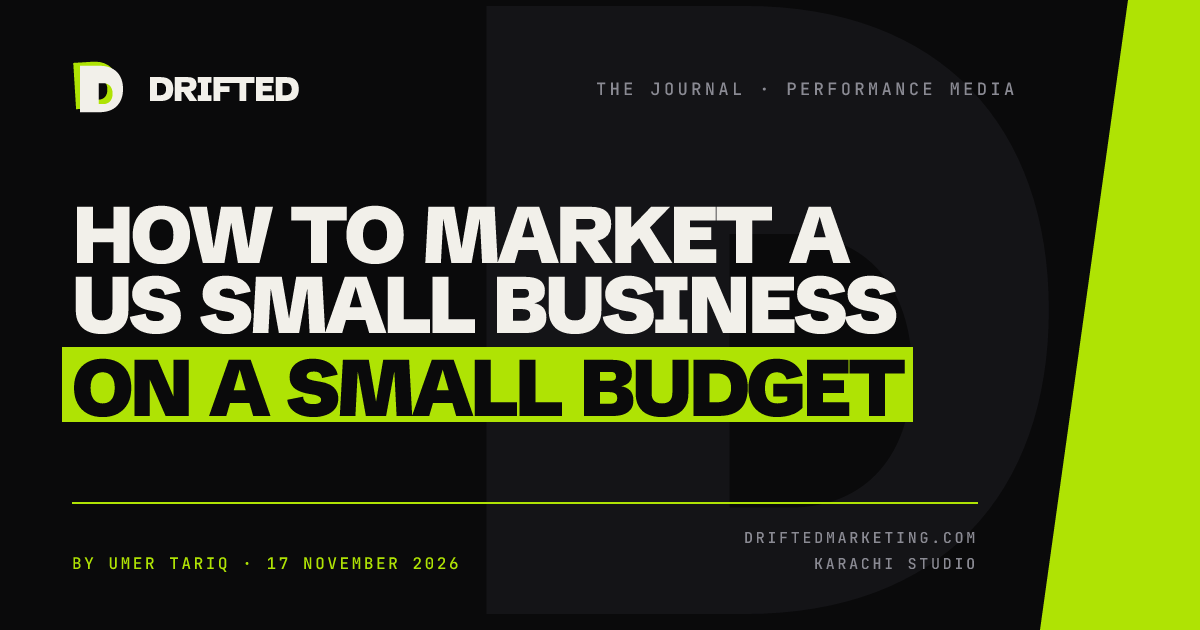 DRIFTED
THE JOURNAL · PERFORMANCE MEDIA
HOW TO MARKET A
US SMALL BUSINESS
ON A SMALL BUDGET
DRIFTEDMARKETING.COM
BY UMER TARIQ · 17 NOVEMBER 2026
KARACHI STUDIO